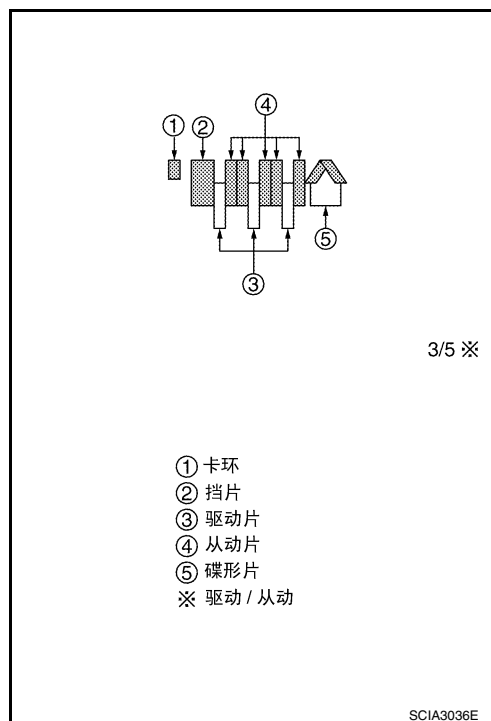 ① ② ④
⑤
③
3/5 ※
① 卡环
② 挡片
③ 驱动片
④ 从动片
⑤ 碟形片
※ 驱动 / 从动
SCIA3036E